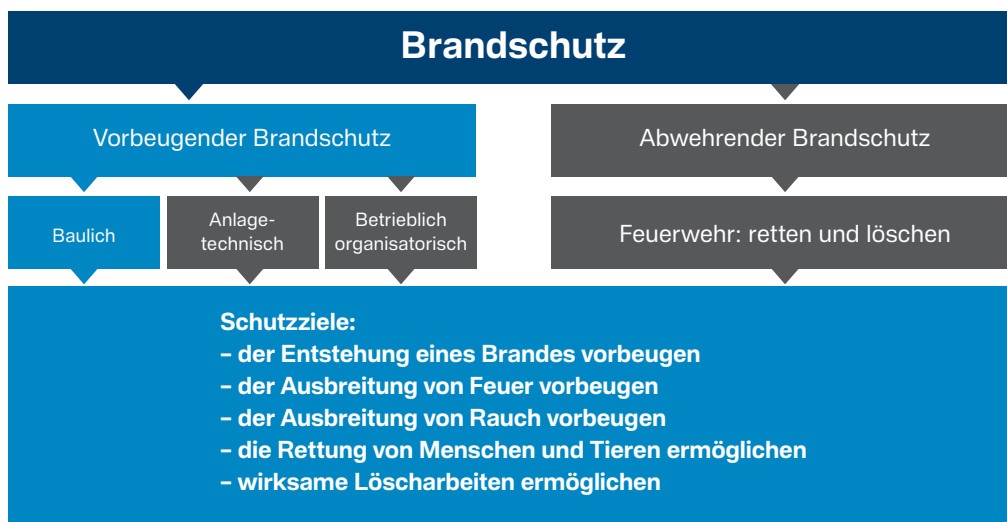 Brandschutz
Vorbeugender Brandschutz
Abwehrender Brandschutz
Baulich
Anlage-
technisch
Betrieblich
organisatorisch
Feuerwehr: retten und löschen
Schutzziele:
– der Entstehung eines Brandes vorbeugen
– der Ausbreitung von Feuer vorbeugen
– der Ausbreitung von Rauch vorbeugen
– die Rettung von Menschen und Tieren ermöglichen
– wirksame Löscharbeiten ermöglichen